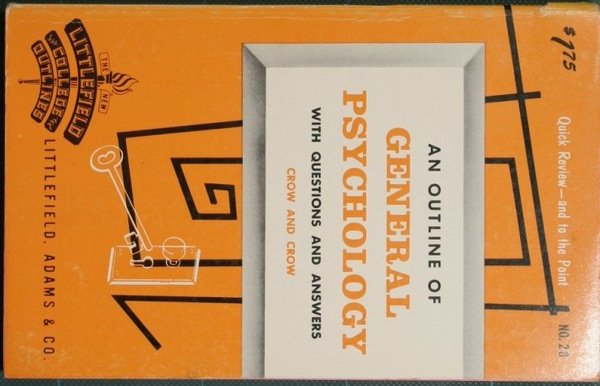 $1.75
Quick Review—and to the Point
NO. 28
AN OUTLINE OF
GENERAL
PSYCHOLOGY
WITH QUESTIONS AND ANSWERS
CROW AND CROW
THE NEW
LITTLEFIELD
COLLEGE
OUTLINES
LITTLEFIELD, ADAMS & CO.